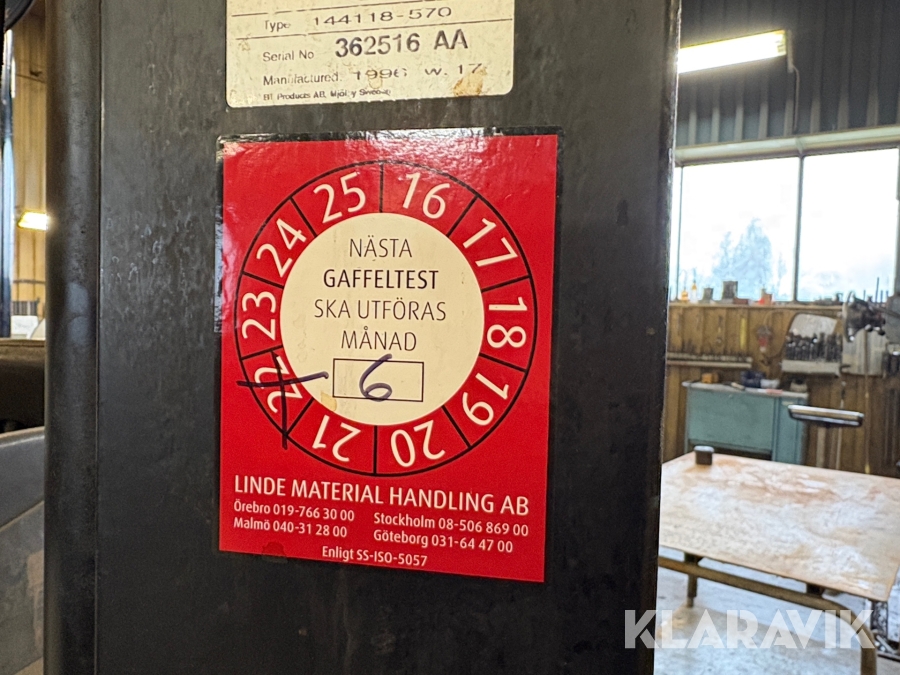 Type 144118-570
Serial No 362516 AA
Manufactured. 1996 w. 17
BT Products AB, Mjölby Sweden
16 17 18 19 20 21 22 23 24 25
NÄSTA
GAFFELTEST
SKA UTFÖRAS
MÅNAD
6
LINDE MATERIAL HANDLING AB
Örebro 019-766 30 00 Stockholm 08-506 869 00
Malmö 040-31 28 00 Göteborg 031-64 47 00
Enligt SS-ISO-5057
KLARAVIK